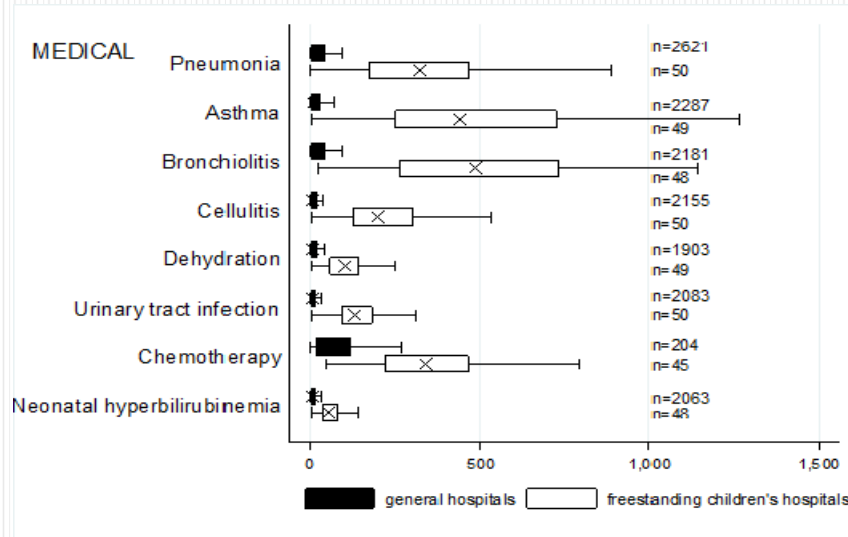 MEDICAL
Pneumonia
n=2621
n=50
Asthma
n=2287
n=49
Bronchiolitis
n=2181
n=48
Cellulitis
n=2155
n=50
Dehydration
n=1903
n=49
Urinary tract infection
n=2083
n=50
Chemotherapy
n=204
n=45
Neonatal hyperbilirubinemia
n=2063
n=48
0 500 1,000 1,500
general hospitals freestanding children's hospitals